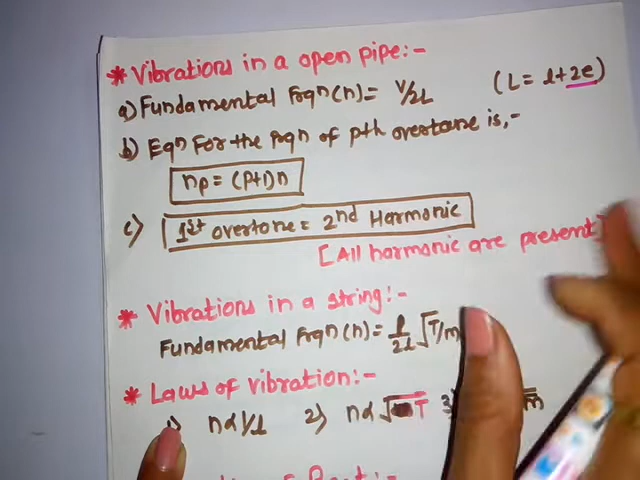 * Vibrations in a open pipe:-
a) Fundamental Frqn(n) = V/2L (L = l+2e)
b) Eqn For the frqn of pth overtone is,-
np = (P+1)n
c) 1st overtone = 2nd Harmonic
[All harmonic are present]
* Vibrations in a string:-
Fundamental Frqn(n) = 1/2l √T/m
* Laws of vibration:-
n α 1/l 2) n α √T 3